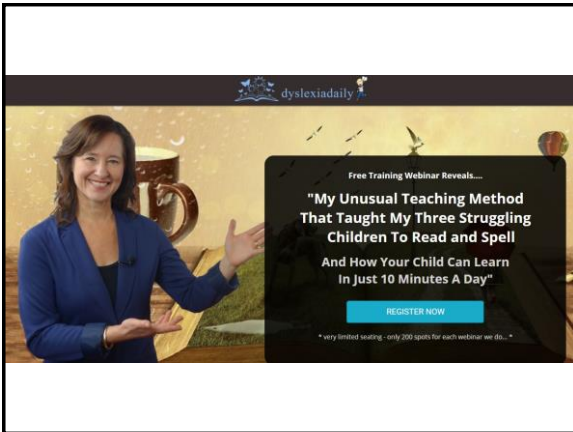 dyslexiadaily
Free Training Webinar Reveals....
"My Unusual Teaching Method
That Taught My Three Struggling
Children To Read and Spell
And How Your Child Can Learn
In Just 10 Minutes A Day"
REGISTER NOW
* very limited seating - only 200 spots for each webinar we do... *